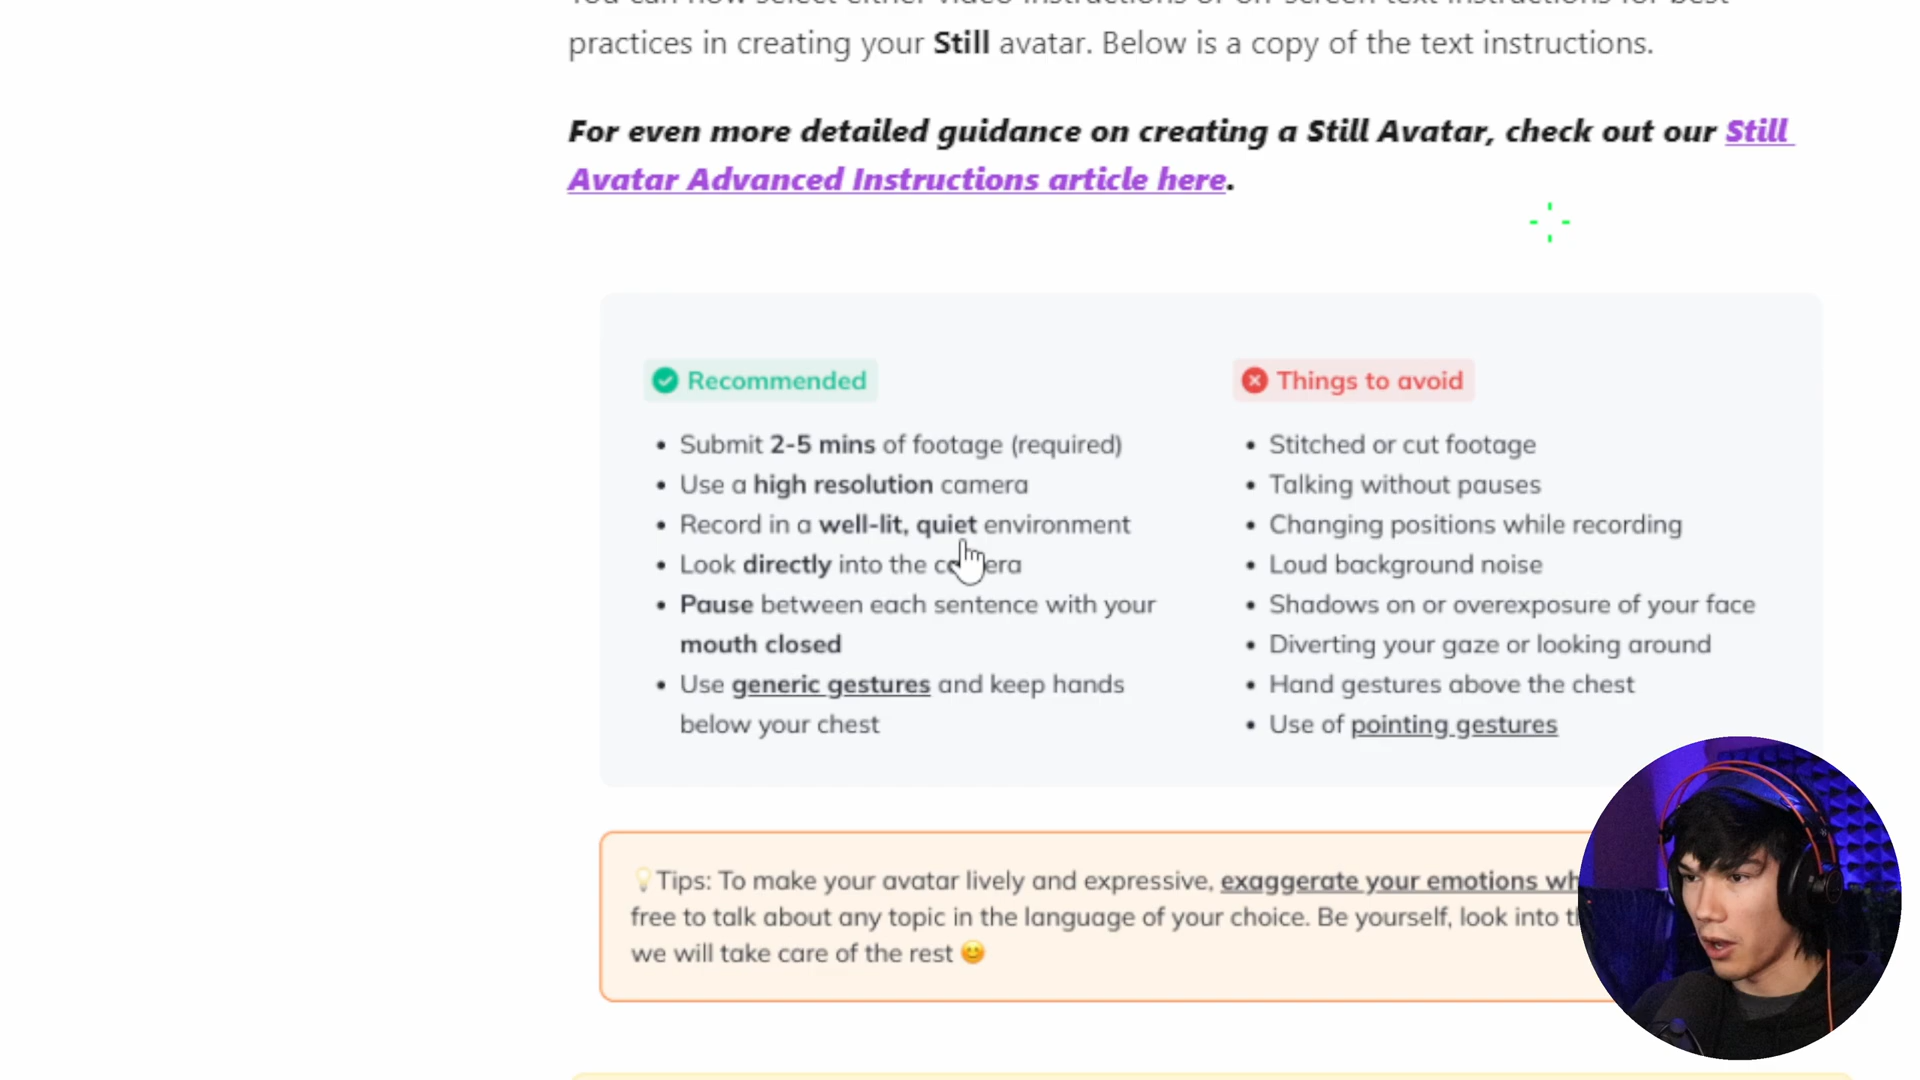 practices in creating your Still avatar. Below is a copy of the text instructions.
For even more detailed guidance on creating a Still Avatar, check out our Still
Avatar Advanced Instructions article here.
Recommended
Submit 2-5 mins of footage (required)
Use a high resolution camera
Record in a well-lit, quiet environment
Look directly into the camera
Pause between each sentence with your
mouth closed
Use generic gestures and keep hands
below your chest
Things to avoid
Stitched or cut footage
Talking without pauses
Changing positions while recording
Loud background noise
Shadows on or overexposure of your face
Diverting your gaze or looking around
Hand gestures above the chest
Use of pointing gestures
Tips: To make your avatar lively and expressive, exaggerate your emotions
free to talk about any topic in the language of your choice. Be yourself, look into
we will take care of the rest 😊